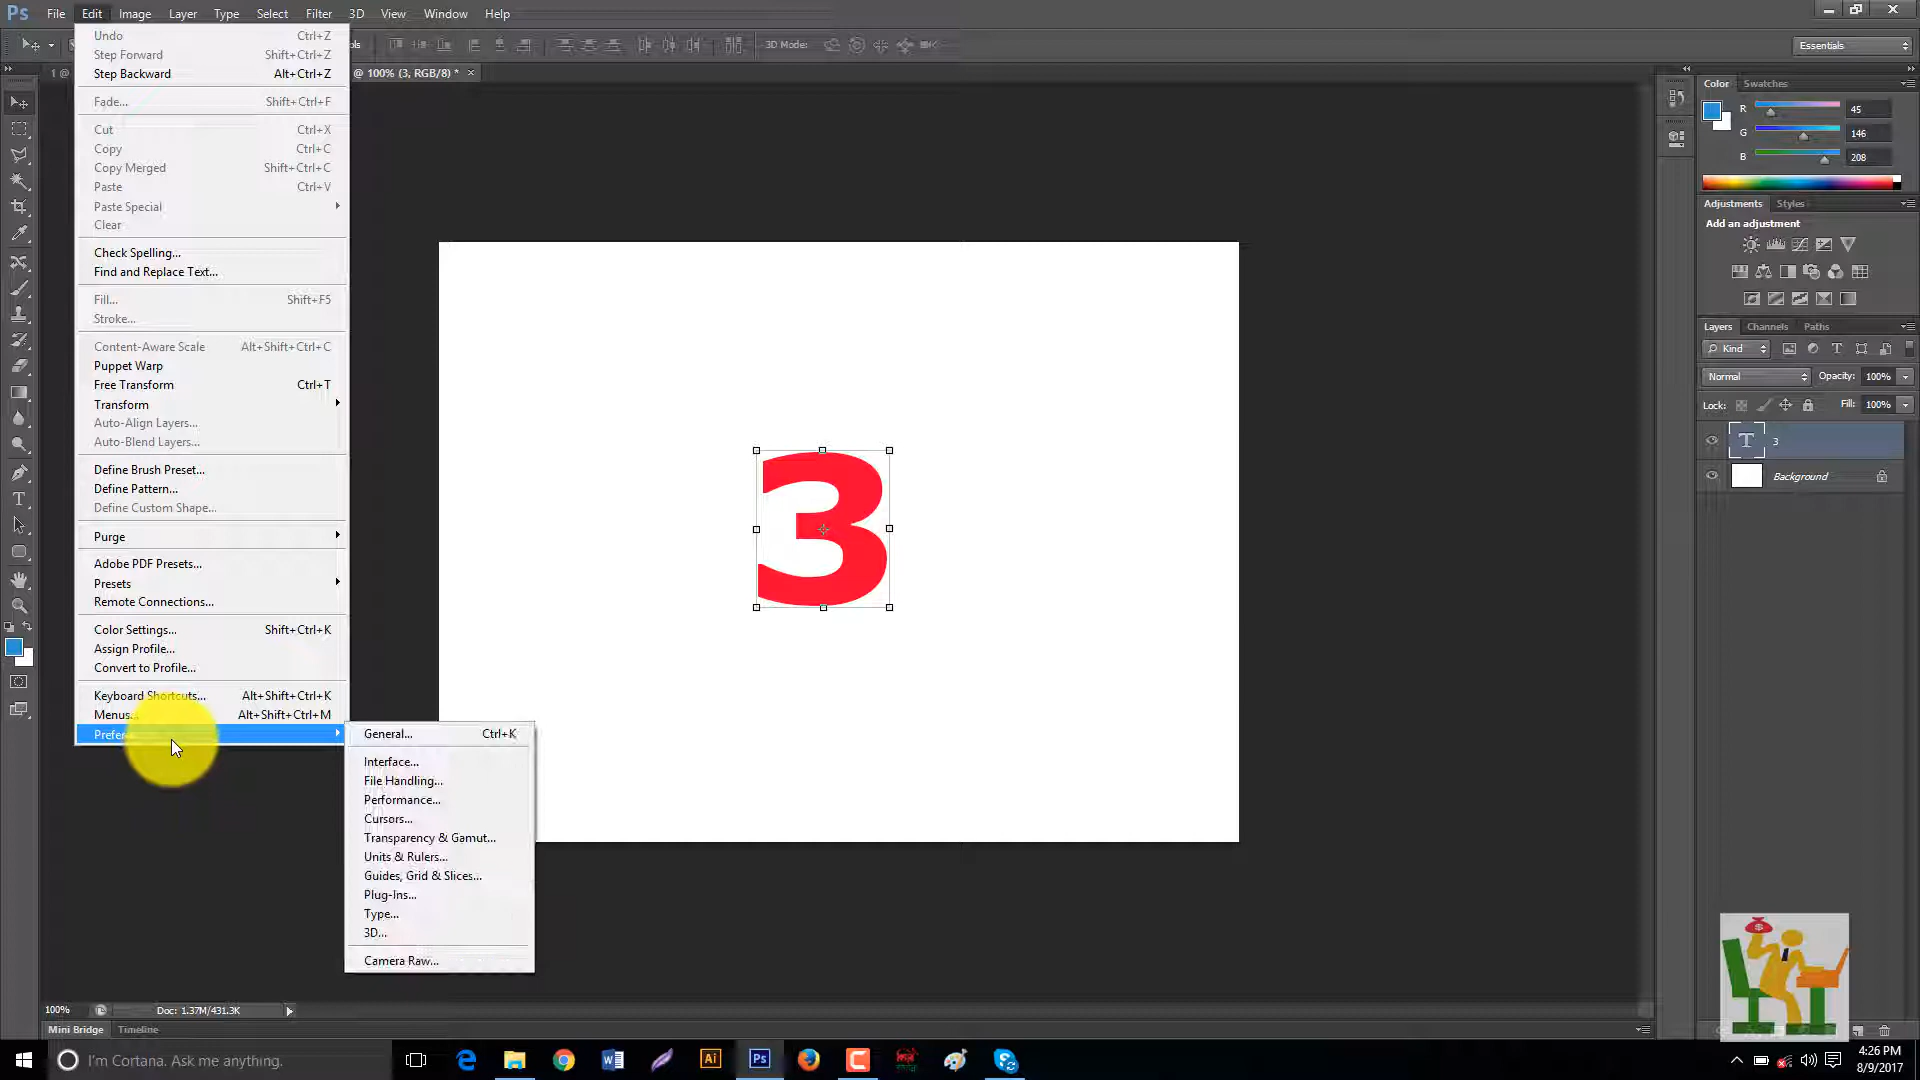 Ps File Edit Image Layer Type Select Filter 3D View Window Help
3D Mode: Essentials
1 @ @ 100% (3, RGB/8) * ×
Undo Ctrl+Z
Step Forward Shift+Ctrl+Z
Step Backward Alt+Ctrl+Z
Fade... Shift+Ctrl+F
Cut Ctrl+X
Copy Ctrl+C
Copy Merged Shift+Ctrl+C
Paste Ctrl+V
Paste Special
Clear
Check Spelling...
Find and Replace Text...
Fill... Shift+F5
Stroke...
Content-Aware Scale Alt+Shift+Ctrl+C
Puppet Warp
Free Transform Ctrl+T
Transform
Auto-Align Layers...
Auto-Blend Layers...
Define Brush Preset...
Define Pattern...
Define Custom Shape...
Purge
Adobe PDF Presets...
Presets
Remote Connections...
Color Settings... Shift+Ctrl+K
Assign Profile...
Convert to Profile...
Keyboard Shortcuts... Alt+Shift+Ctrl+K
Menus... Alt+Shift+Ctrl+M
General... Ctrl+K
Interface...
File Handling...
Performance...
Cursors...
Transparency & Gamut...
Units & Rulers...
Guides, Grid & Slices...
Plug-Ins...
Type...
3D...
Camera Raw...
3
Color Swatches
R 45
G 146
B 208
Adjustments Styles
Add an adjustment
Layers Channels Paths
Kind
Normal Opacity: 100%
Lock: Fill: 100%
T 3
Background
100% Doc: 1.37M/431.3K
Mini Bridge Timeline
I'm Cortana. Ask me anything.
Ai Ps
4:26 PM
8/9/2017